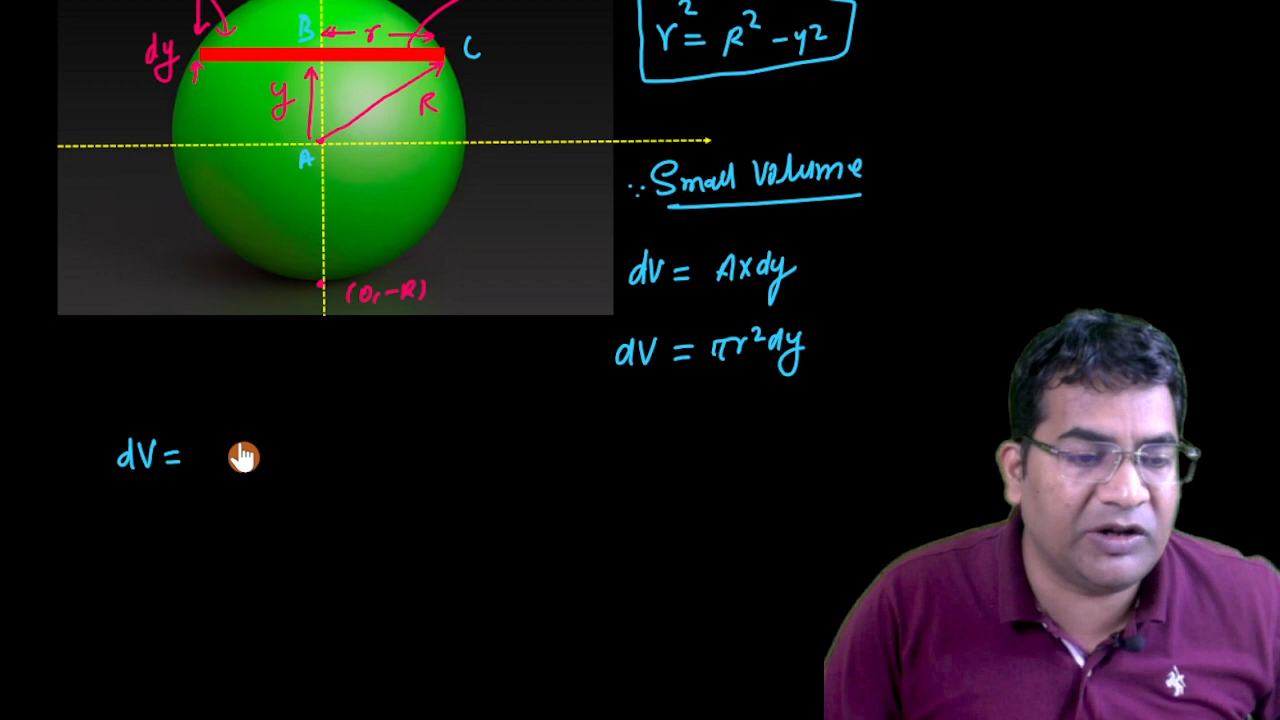 B
r
C
dy
y
R
A
(0, -R)
r² = R² - y²
∴ Small Volume
dV = A×dy
dV = πr²dy
dV =